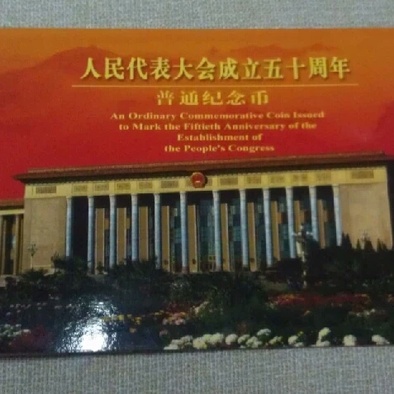 人民代表大会成立五十周年
普通纪念币
An Ordinary Commemorative Coin Issued
to Mark the Fiftieth Anniversary of the
Establishment of
the People's Congress